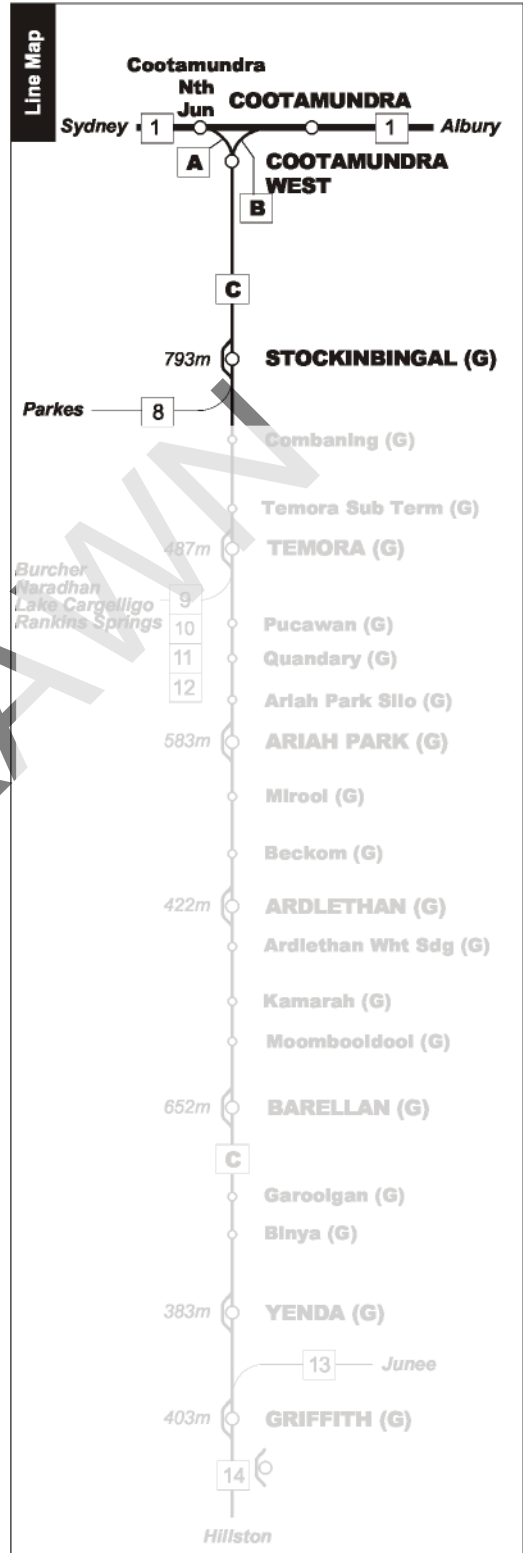 Line Map
Cootamundra
Nth
Jun
COOTAMUNDRA
Sydney 1 1 Albury
A COOTAMUNDRA
WEST
B
C
793m STOCKINBINGAL (G)
Parkes 8
Combaning (G)
Temora Sub Term (G)
487m TEMORA (G)
Burcher
Naradhan
Lake Cargelligo 9
Rankins Springs 10 Pucawan (G)
11 Quandary (G)
12
Ariah Park Silo (G)
583m ARIAH PARK (G)
Mirool (G)
Beckom (G)
422m ARDLETHAN (G)
Ardlethan Wht Sdg (G)
Kamarah (G)
Moombooldool (G)
652m BARELLAN (G)
C
Garoolgan (G)
Binya (G)
383m YENDA (G)
13 Junee
403m GRIFFITH (G)
14
Hillston